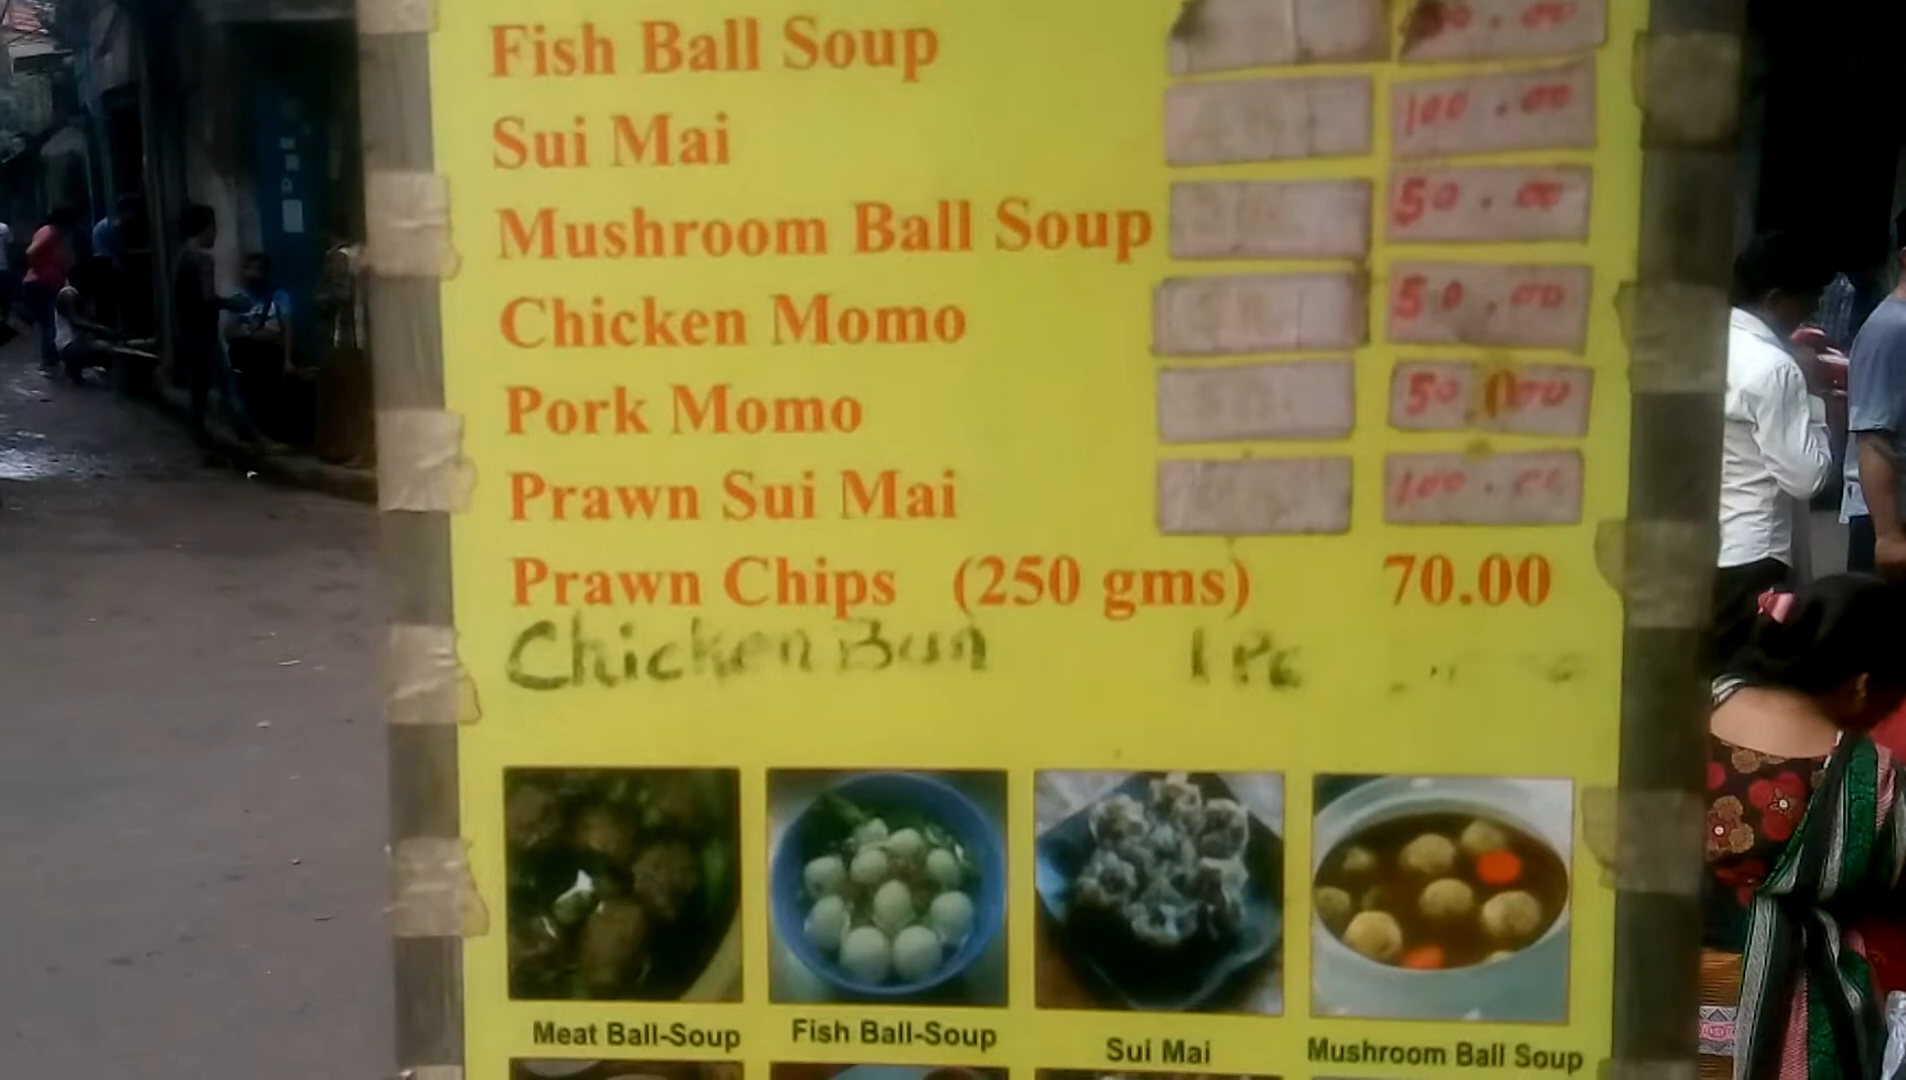 Fish Ball Soup
Sui Mai 100.00
Mushroom Ball Soup 50.00
Chicken Momo 50.00
Pork Momo 50.00
Prawn Sui Mai 100.00
Prawn Chips (250 gms) 70.00
Chicken Bun 1 Pc
Meat Ball-Soup
Fish Ball-Soup
Sui Mai
Mushroom Ball Soup